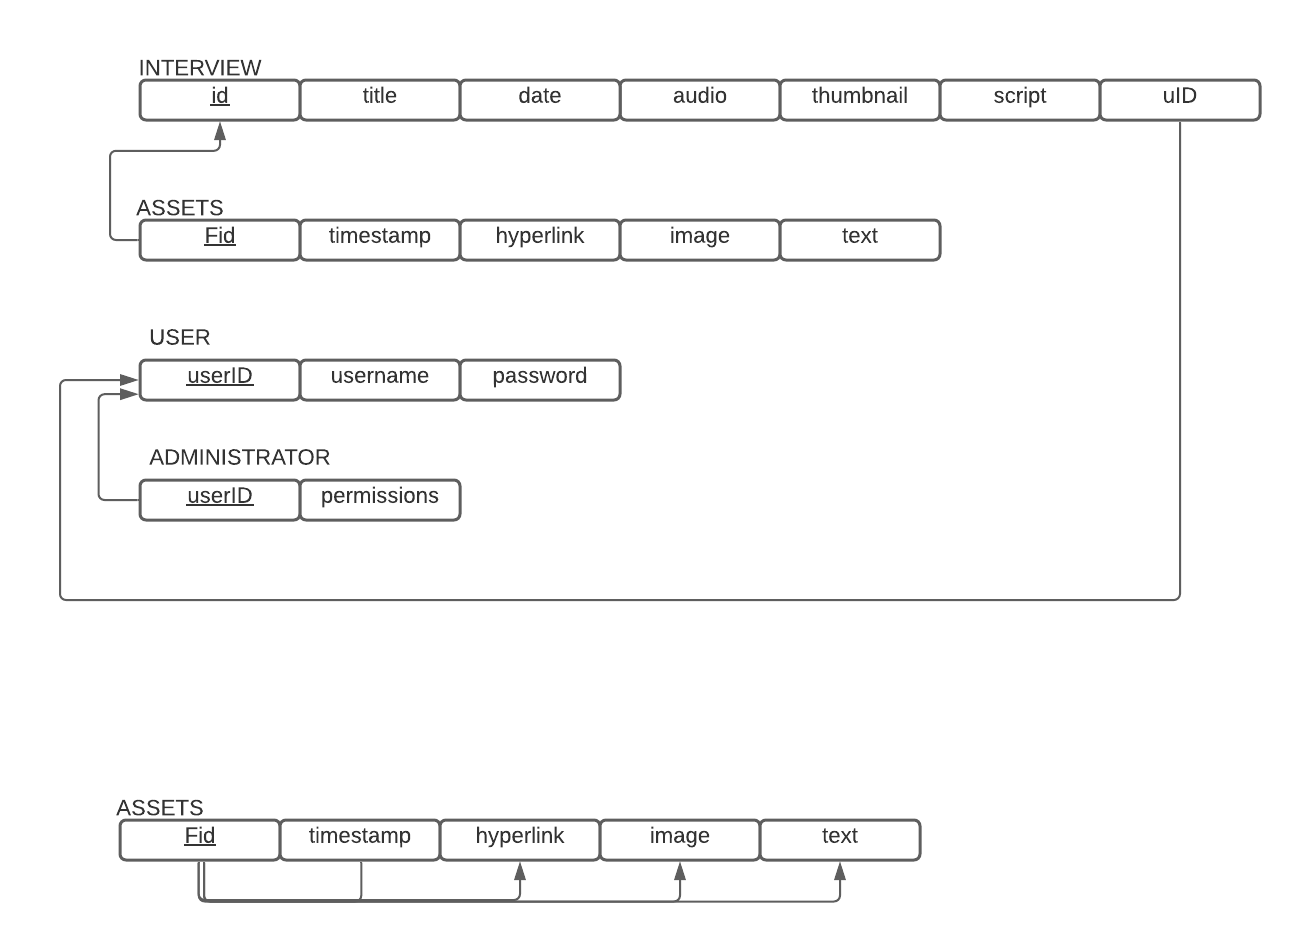 INTERVIEW
id title date audio thumbnail script uID
ASSETS
Fid timestamp hyperlink image text
USER
userID username password
ADMINISTRATOR
userID permissions
ASSETS
Fid timestamp hyperlink image text